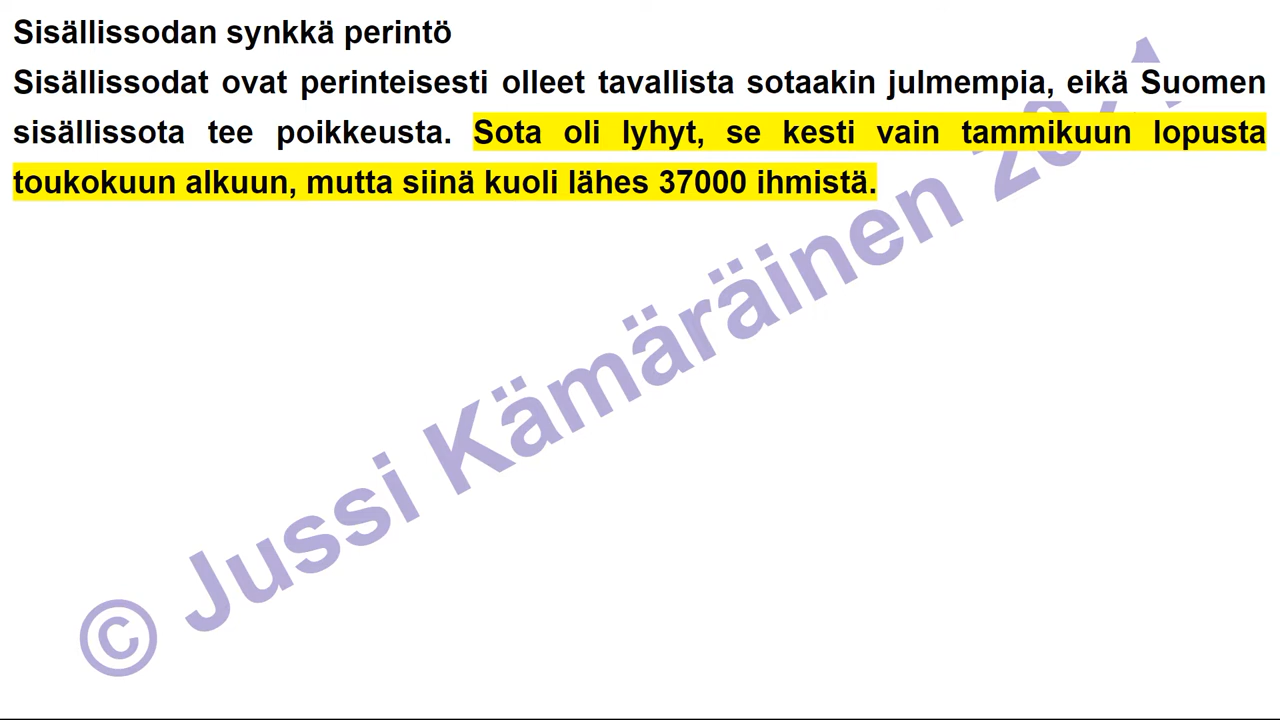 Sisällissodan synkkä perintö
Sisällissodat ovat perinteisesti olleet tavallista sotaakin julmempia, eikä Suomen
sisällissota tee poikkeusta. Sota oli lyhyt, se kesti vain tammikuun lopusta
toukokuun alkuun, mutta siinä kuoli lähes 37000 ihmistä.
© Jussi Kämäräinen